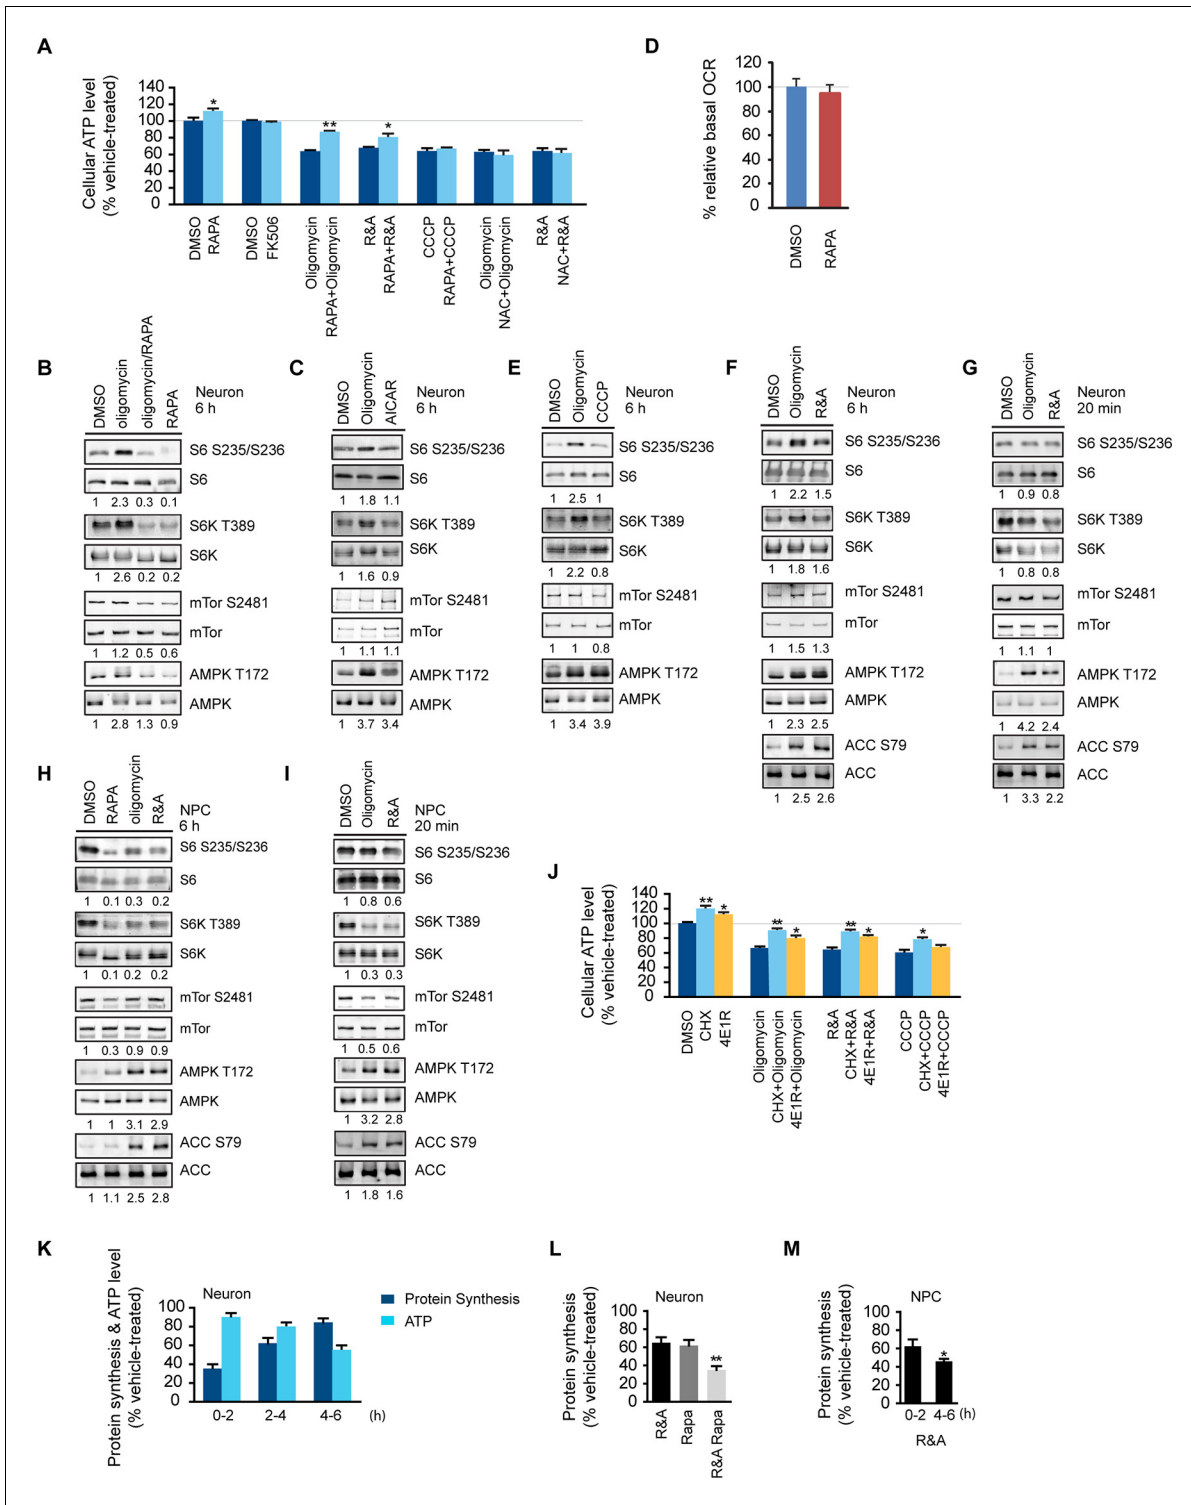 A
Cellular ATP level
(% vehicle-treated)
140
120
100
80
60
40
20
0
* ** *
DMSO
RAPA
DMSO
FK506
Oligomycin
RAPA+Oligomycin
R&A
RAPA+R&A
CCCP
RAPA+CCCP
Oligomycin
NAC+Oligomycin
R&A
NAC+R&A
D
% relative basal OCR
120
100
80
60
40
20
0
DMSO
RAPA
B
DMSO
oligomycin
oligomycin/RAPA
RAPA
Neuron
6 h
S6 S235/S236
S6
1 2.3 0.3 0.1
S6K T389
S6K
1 2.6 0.2 0.2
mTor S2481
mTor
1 1.2 0.5 0.6
AMPK T172
AMPK
1 2.8 1.3 0.9
C
DMSO
Oligomycin
AICAR
Neuron
6 h
S6 S235/S236
S6
1 1.8 1.1
S6K T389
S6K
1 1.6 0.9
mTor S2481
mTor
1 1.1 1.1
AMPK T172
AMPK
1 3.7 3.4
E
DMSO
Oligomycin
CCCP
Neuron
6 h
S6 S235/S236
S6
1 2.5 1
S6K T389
S6K
1 2.2 0.8
mTor S2481
mTor
1 1 0.8
AMPK T172
AMPK
1 3.4 3.9
F
DMSO
Oligomycin
R&A
Neuron
6 h
S6 S235/S236
S6
1 2.2 1.5
S6K T389
S6K
1 1.8 1.6
mTor S2481
mTor
1 1.5 1.3
AMPK T172
AMPK
1 2.3 2.5
ACC S79
ACC
1 2.5 2.6
G
DMSO
Oligomycin
R&A
Neuron
20 min
S6 S235/S236
S6
1 0.9 0.8
S6K T389
S6K
1 0.8 0.8
mTor S2481
mTor
1 1.1 1
AMPK T172
AMPK
1 4.2 2.4
ACC S79
ACC
1 3.3 2.2
H
DMSO
RAPA
oligomycin
R&A
NPC
6 h
S6 S235/S236
S6
1 0.1 0.3 0.2
S6K T389
S6K
1 0.1 0.2 0.2
mTor S2481
mTor
1 0.3 0.9 0.9
AMPK T172
AMPK
1 1 3.1 2.9
ACC S79
ACC
1 1.1 2.5 2.8
I
DMSO
Oligomycin
R&A
NPC
20 min
S6 S235/S236
S6
1 0.8 0.6
S6K T389
S6K
1 0.3 0.3
mTor S2481
mTor
1 0.5 0.6
AMPK T172
AMPK
1 3.2 2.8
ACC S79
ACC
1 1.8 1.6
J
Cellular ATP level
(% vehicle-treated)
140
120
100
80
60
40
20
0
** * ** * ** * *
DMSO
CHX
4E1R
Oligomycin
CHX+Oligomycin
4E1R+Oligomycin
R&A
CHX+R&A
4E1R+R&A
CCCP
CHX+CCCP
4E1R+CCCP
K
Protein synthesis & ATP level
(% vehicle-treated)
Neuron
100
80
60
40
20
0
0-2 2-4 4-6 (h)
Protein Synthesis
ATP
L
Protein synthesis
(% vehicle-treated)
Neuron
100
80
60
40
20
0
**
R&A
Rapa
R&A Rapa
M
Protein synthesis
(% vehicle-treated)
NPC
100
80
60
40
20
0
*
0-2 4-6 (h)
R&A